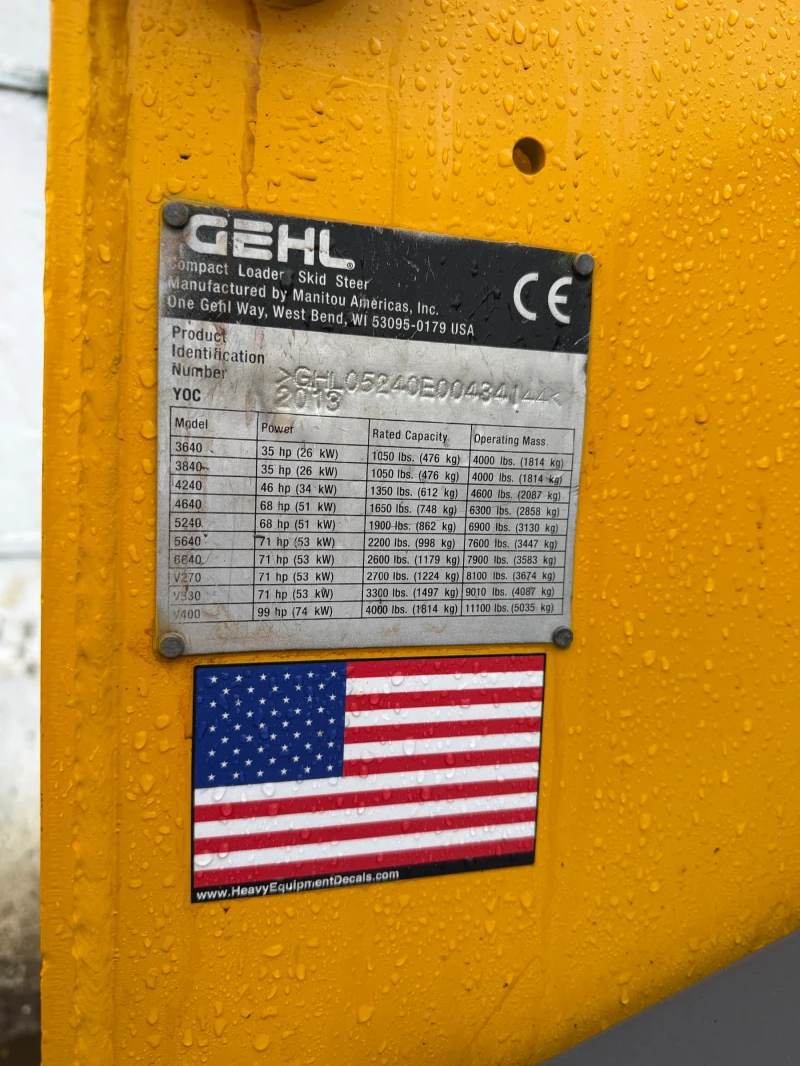 GEHL®
Compact Loader Skid Steer
Manufactured by Manitou Americas, Inc.
One Gehl Way, West Bend, WI 53095-0179 USA
CE
Product
Identification
Number >GHL05240E00434144<
YOC 2013
Model Power Rated Capacity Operating Mass
3640 35 hp (26 kW) 1050 lbs. (476 kg) 4000 lbs. (1814 kg)
3840 35 hp (26 kW) 1050 lbs. (476 kg) 4000 lbs. (1814 kg)
4240 46 hp (34 kW) 1350 lbs. (612 kg) 4600 lbs. (2087 kg)
4640 68 hp (51 kW) 1650 lbs. (748 kg) 6300 lbs. (2858 kg)
5240 68 hp (51 kW) 1900 lbs. (862 kg) 6900 lbs. (3130 kg)
5640 71 hp (53 kW) 2200 lbs. (998 kg) 7600 lbs. (3447 kg)
6640 71 hp (53 kW) 2600 lbs. (1179 kg) 7900 lbs. (3583 kg)
V270 71 hp (53 kW) 2700 lbs. (1224 kg) 8100 lbs. (3674 kg)
V330 71 hp (53 kW) 3300 lbs. (1497 kg) 9010 lbs. (4087 kg)
V400 99 hp (74 kW) 4000 lbs. (1814 kg) 11100 lbs. (5035 kg)
www.HeavyEquipmentDecals.com